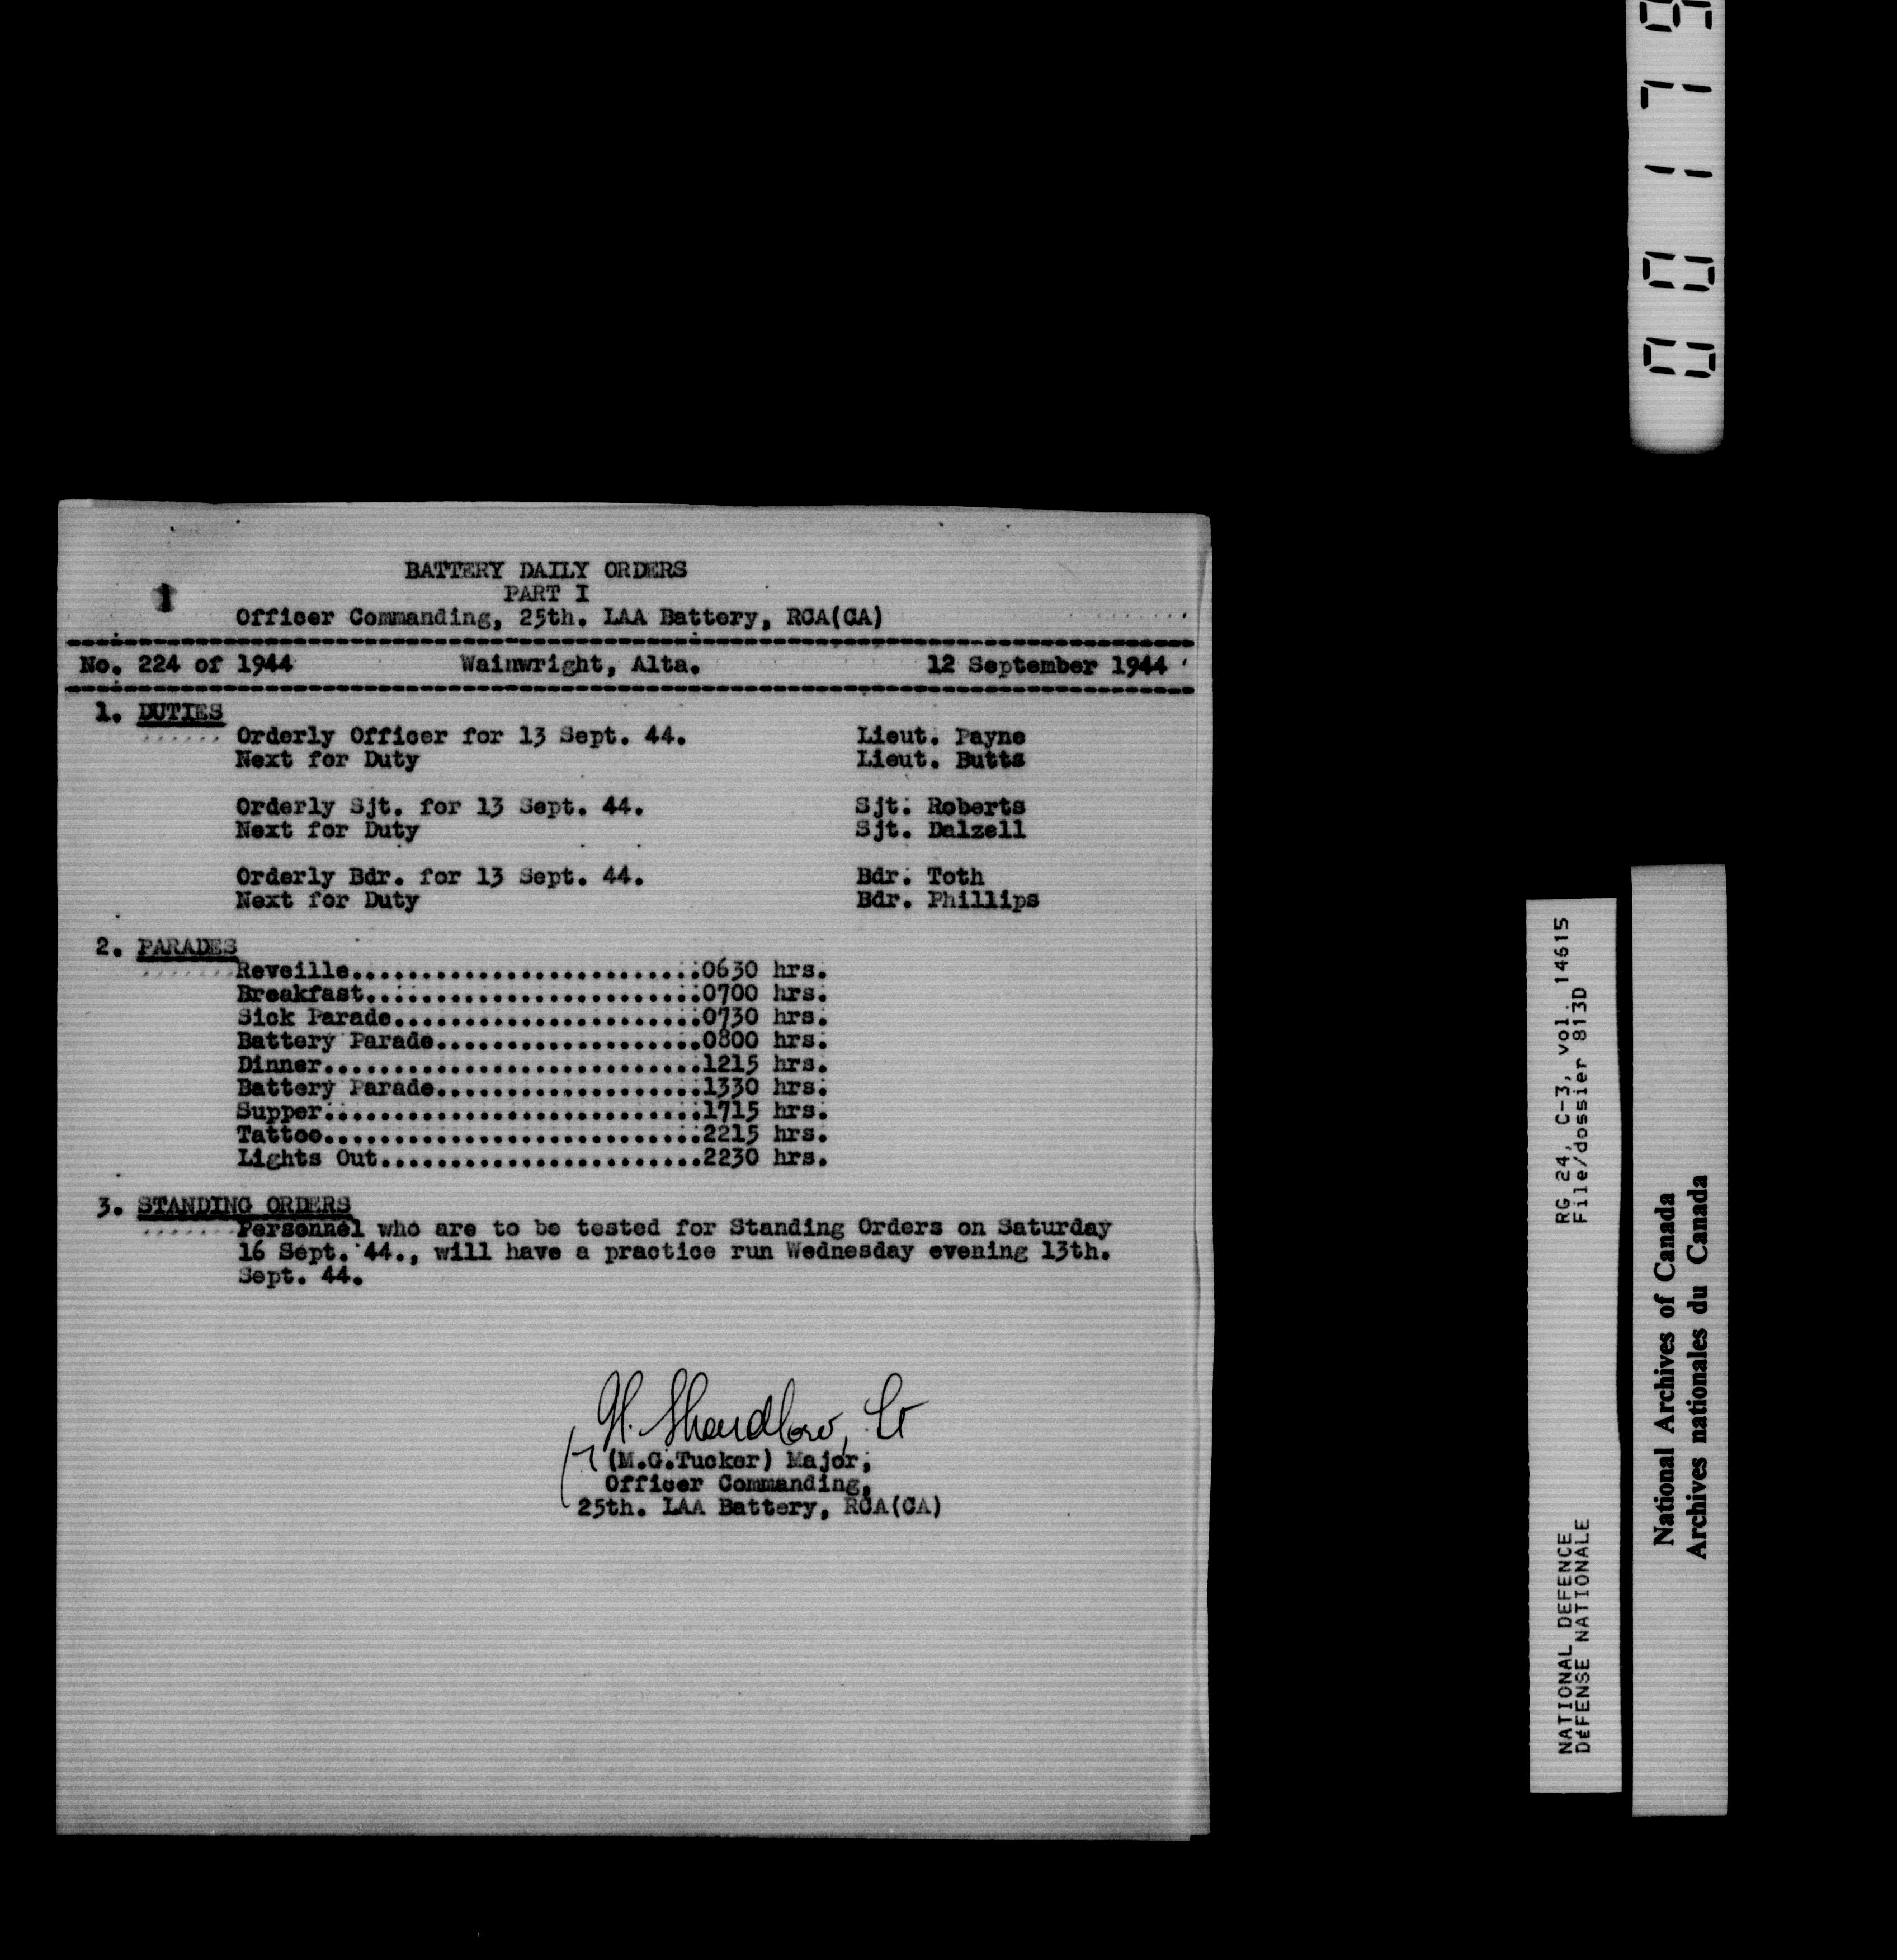 BATTERY DAILY ORDERS
PART I
Officer Commanding, 25th. LAA Battery, RCA(CA)
No. 224 of 1944 Wainwright, Alta. 12 September 1944
1. DUTIES
Orderly Officer for 13 Sept. 44. Lieut. Payne
Next for Duty Lieut. Butts
Orderly Sjt. for 13 Sept. 44. Sjt. Roberts
Next for Duty Sjt. Dalzell
Orderly Bdr. for 13 Sept. 44. Bdr. Toth
Next for Duty Bdr. Phillips
2. PARADES
Reveille.........................0630 hrs.
Breakfast........................0700 hrs.
Sick Parade......................0730 hrs.
Battery Parade...................0800 hrs.
Dinner...........................1215 hrs.
Battery Parade...................1330 hrs.
Supper...........................1715 hrs.
Tattoo...........................2215 hrs.
Lights Out.......................2230 hrs.
3. STANDING ORDERS
Personnel who are to be tested for Standing Orders on Saturday
16 Sept. 44., will have a practice run Wednesday evening 13th.
Sept. 44.
(M.G.Tucker) Major,
Officer Commanding,
25th. LAA Battery, RCA(CA)
RG 24, C-3, vol. 14615
File/dossier 813D
NATIONAL DEFENCE
DÉFENSE NATIONALE
National Archives of Canada
Archives nationales du Canada